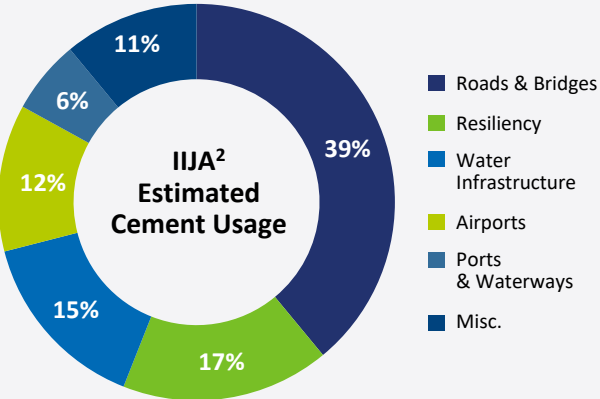 11%
6%
39%
12%
IIJA²
Estimated
Cement Usage
15%
17%
Roads & Bridges
Resiliency
Water
Infrastructure
Airports
Ports
& Waterways
Misc.